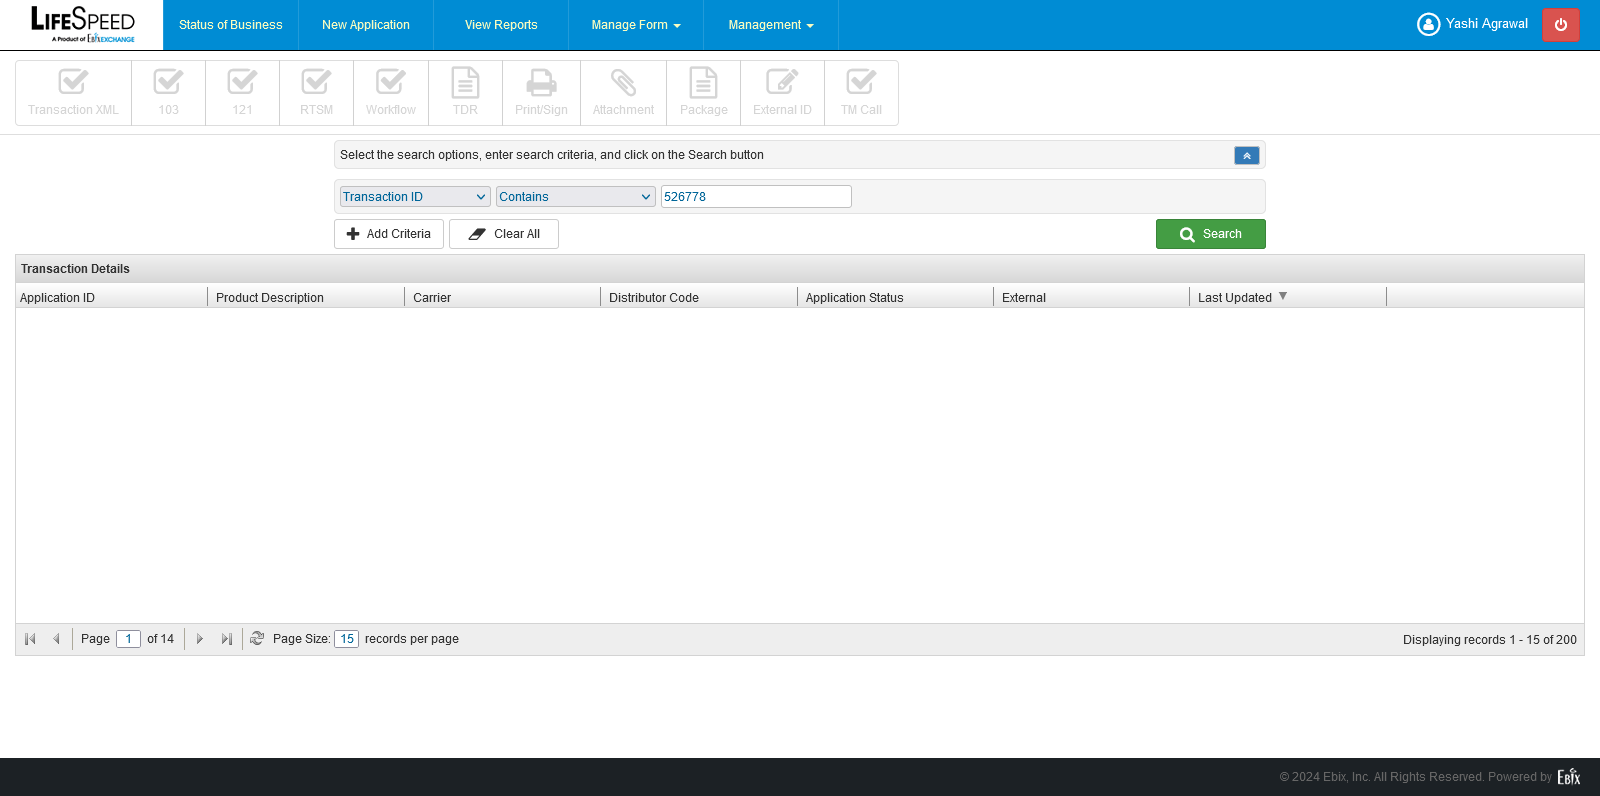 LIFESPEED
A Product of EbixEXCHANGE
Status of Business
New Application
View Reports
Manage Form
Management
Yashi Agrawal
Transaction XML
103
121
RTSM
Workflow
TDR
Print/Sign
Attachment
Package
External ID
TM Call
Select the search options, enter search criteria, and click on the Search button
Transaction ID
Contains
526778
Add Criteria
Clear All
Search
Transaction Details
Application ID
Product Description
Carrier
Distributor Code
Application Status
External
Last Updated
Page 1 of 14
Page Size: 15 records per page
Displaying records 1 - 15 of 200
© 2024 Ebix, Inc. All Rights Reserved. Powered by Ebix